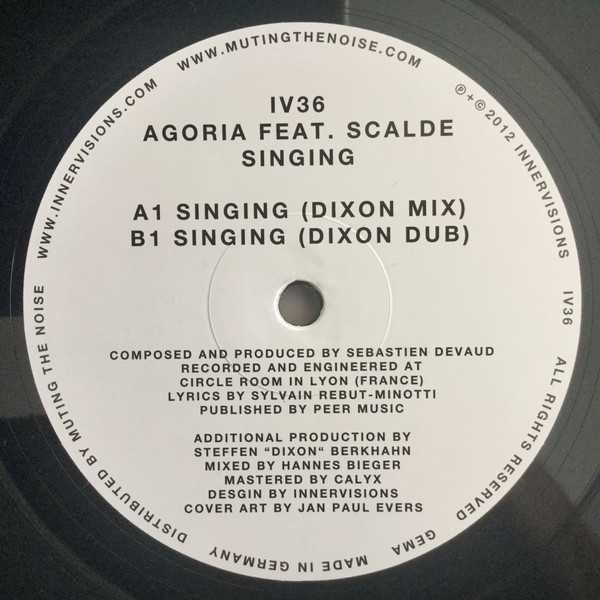 WWW.MUTINGTHENOISE.COM
WWW.INNERVISIONS.COM
℗+© 2012 INNERVISIONS IV36 ALL RIGHTS RESERVED GEMA MADE IN GERMANY DISTRIBUTED BY MUTING THE NOISE
IV36
AGORIA FEAT. SCALDE
SINGING
A1 SINGING (DIXON MIX)
B1 SINGING (DIXON DUB)
COMPOSED AND PRODUCED BY SEBASTIEN DEVAUD
RECORDED AND ENGINEERED AT
CIRCLE ROOM IN LYON (FRANCE)
LYRICS BY SYLVAIN REBUT-MINOTTI
PUBLISHED BY PEER MUSIC
ADDITIONAL PRODUCTION BY
STEFFEN "DIXON" BERKHAHN
MIXED BY HANNES BIEGER
MASTERED BY CALYX
DESGIN BY INNERVISIONS
COVER ART BY JAN PAUL EVERS